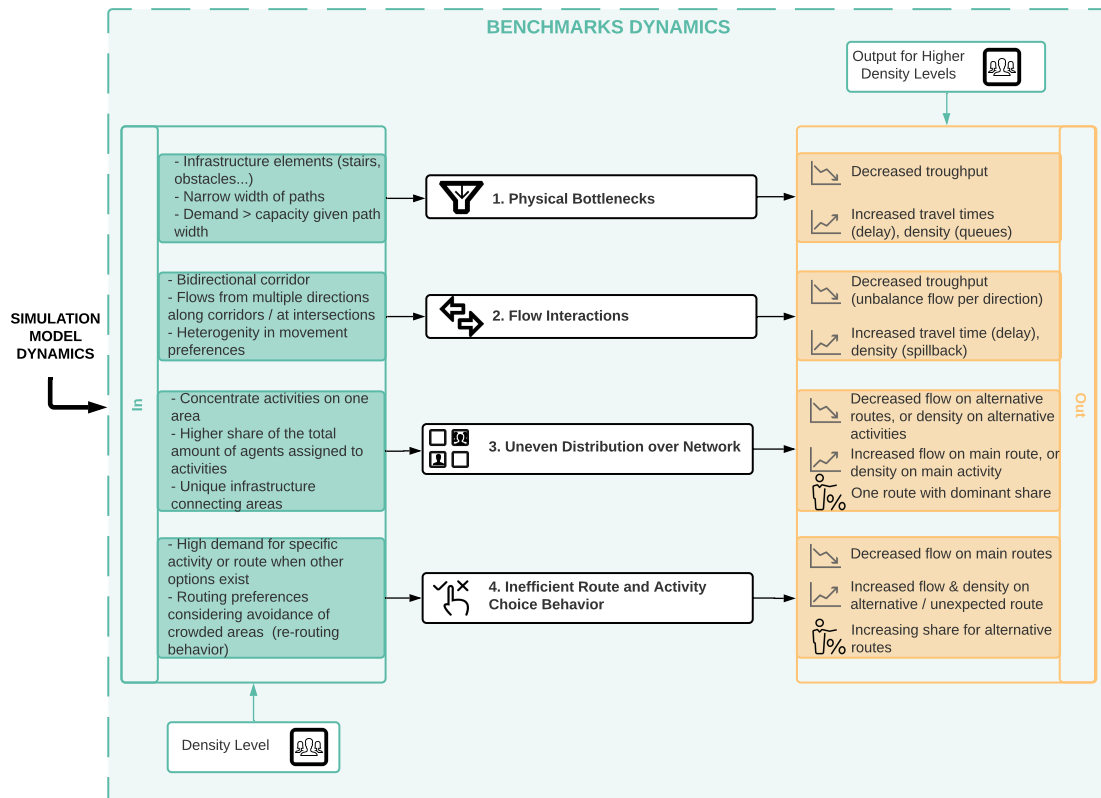 BENCHMARKS DYNAMICS
Output for Higher
Density Levels
SIMULATION
MODEL
DYNAMICS
In
- Infrastructure elements (stairs,
obstacles...)
- Narrow width of paths
- Demand > capacity given path
width
1. Physical Bottlenecks
Decreased troughput
Increased travel times
(delay), density (queues)
- Bidirectional corridor
- Flows from multiple directions
along corridors / at intersections
- Heterogenity in movement
preferences
2. Flow Interactions
Decreased troughput
(unbalance flow per direction)
Increased travel time (delay),
density (spillback)
- Concentrate activities on one
area
- Higher share of the total
amount of agents assigned to
activities
- Unique infrastructure
connecting areas
3. Uneven Distribution over Network
Decreased flow on alternative
routes, or density on alternative
activities
Increased flow on main route, or
density on main activity
% One route with dominant share
- High demand for specific
activity or route when other
options exist
- Routing preferences
considering avoidance of
crowded areas (re-routing
behavior)
4. Inefficient Route and Activity
Choice Behavior
Decreased flow on main routes
Increased flow & density on
alternative / unexpected route
% Increasing share for alternative
routes
Out
Density Level